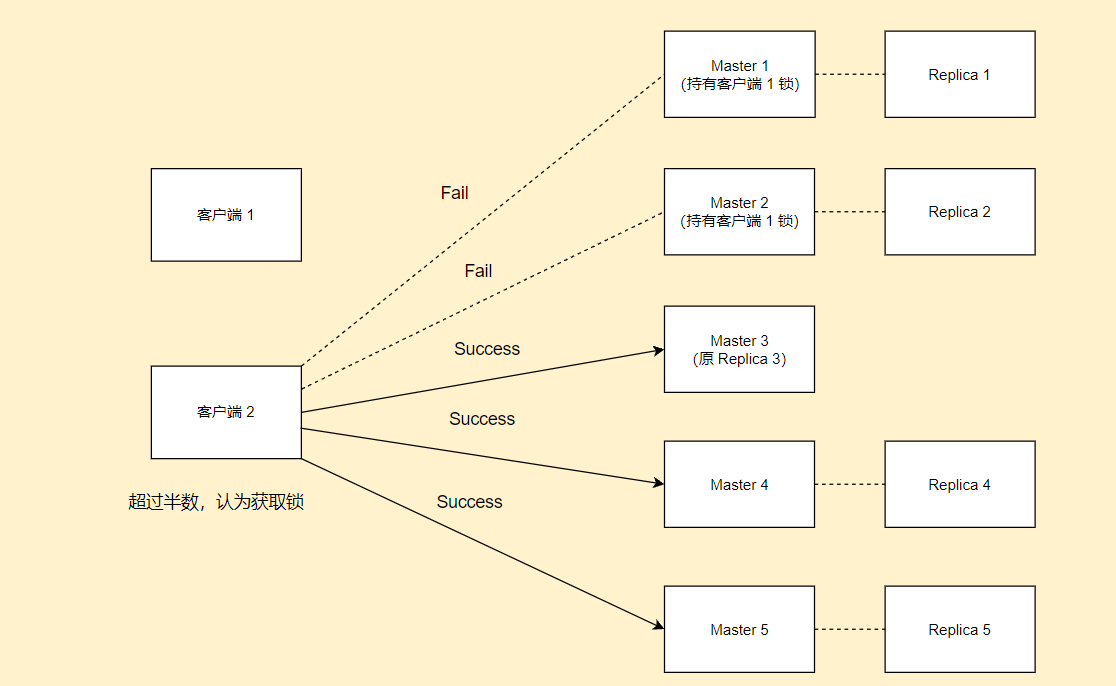 Master 1
(持有客户端 1 锁)
Replica 1
Fail
客户端 1
Master 2
(持有客户端 1 锁)
Replica 2
Fail
Success
Master 3
(原 Replica 3)
客户端 2
Success
超过半数，认为获取锁
Success
Master 4
Replica 4
Master 5
Replica 5